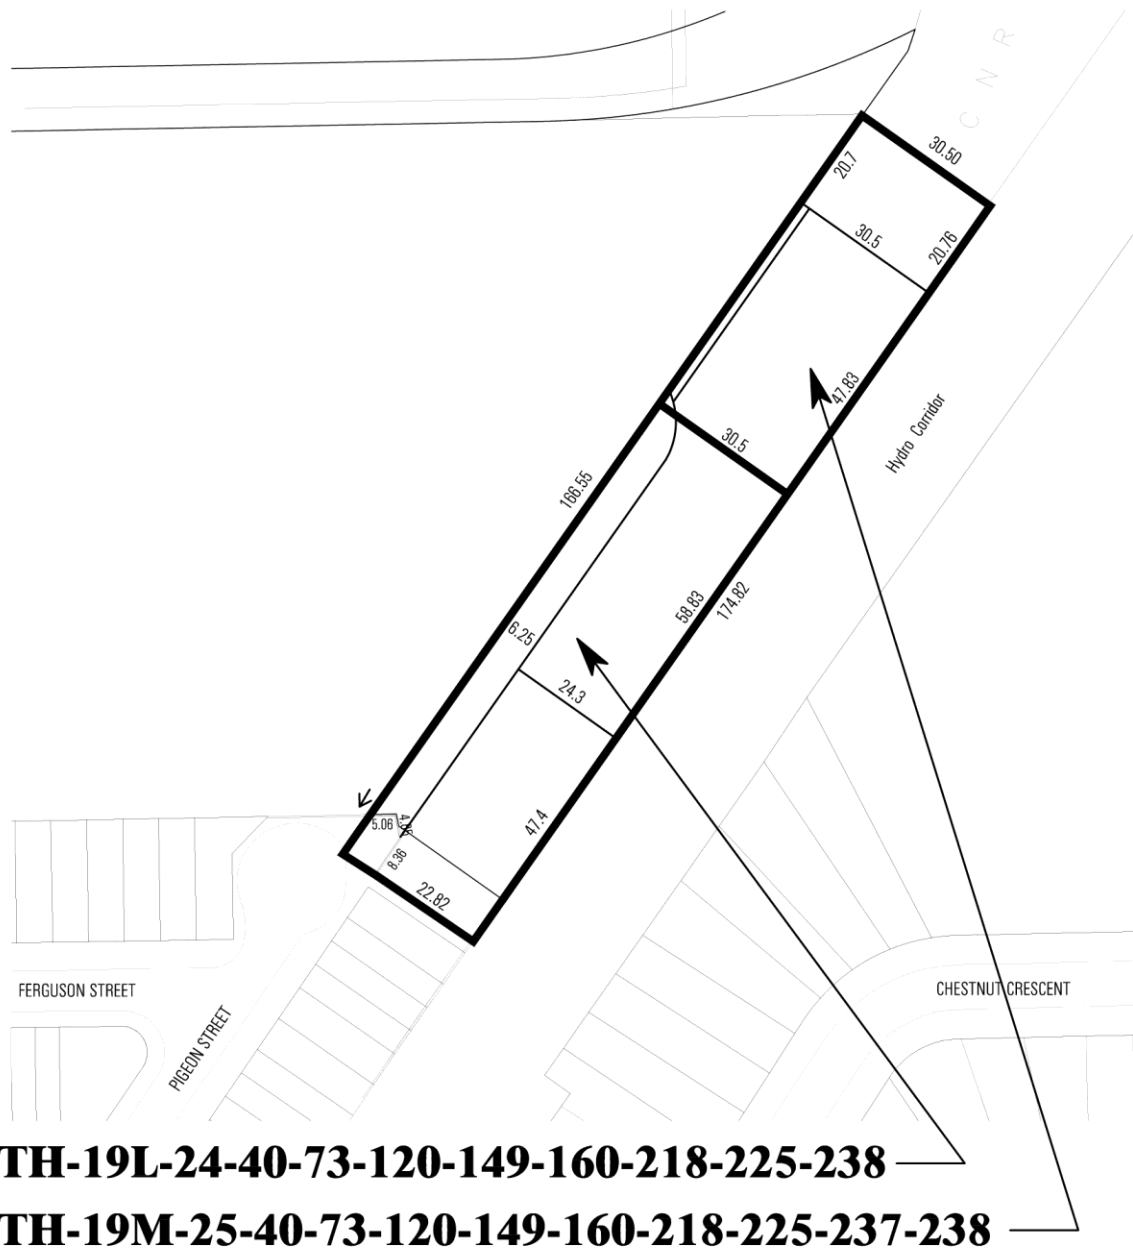 C N R
30.50
20.7
30.5
20.76
47.83
Hydro Corridor
30.5
166.55
58.83
174.82
6.25
24.3
47.4
5.06
8.36
22.82
FERGUSON STREET
CHESTNUT CRESCENT
PIGEON STREET
TH-19L-24-40-73-120-149-160-218-225-238
TH-19M-25-40-73-120-149-160-218-225-237-238